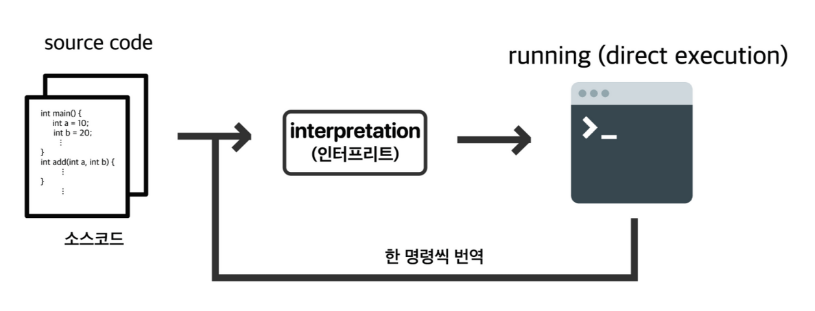 source code
running (direct execution)
int main() {
int a = 10;
int b = 20;
⋮
}
int add(int a, int b) {
⋮
}
⋮
interpretation
(인터프리트)
>_
소스코드
한 명령씩 번역